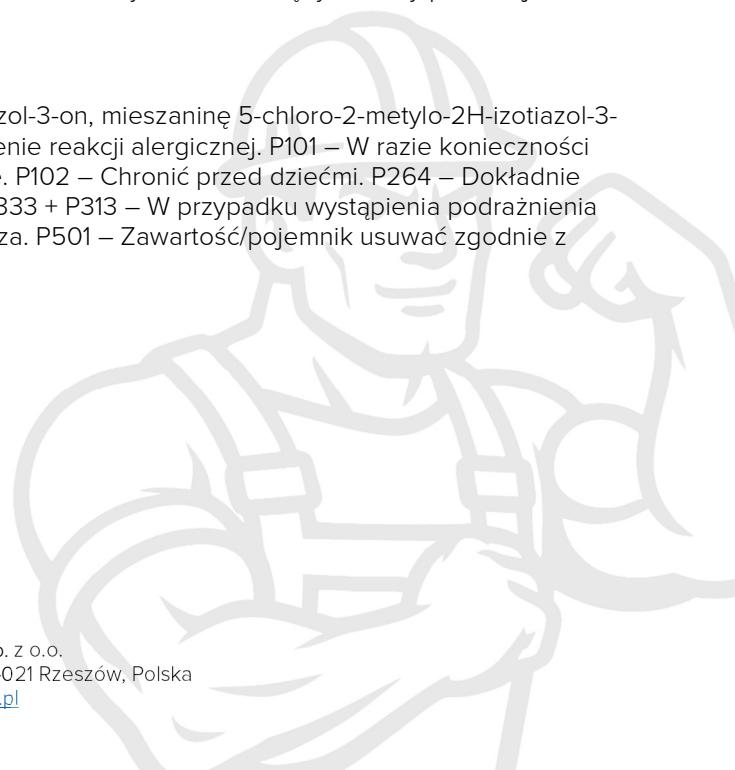 zol-3-on, mieszaninę 5-chloro-2-metylo-2H-izotiazol-3-
enie reakcji alergicznej. P101 – W razie konieczności
e. P102 – Chronić przed dziećmi. P264 – Dokładnie
333 + P313 – W przypadku wystąpienia podrażnienia
za. P501 – Zawartość/pojemnik usuwać zgodnie z
o. z o.o.
-021 Rzeszów, Polska
.pl